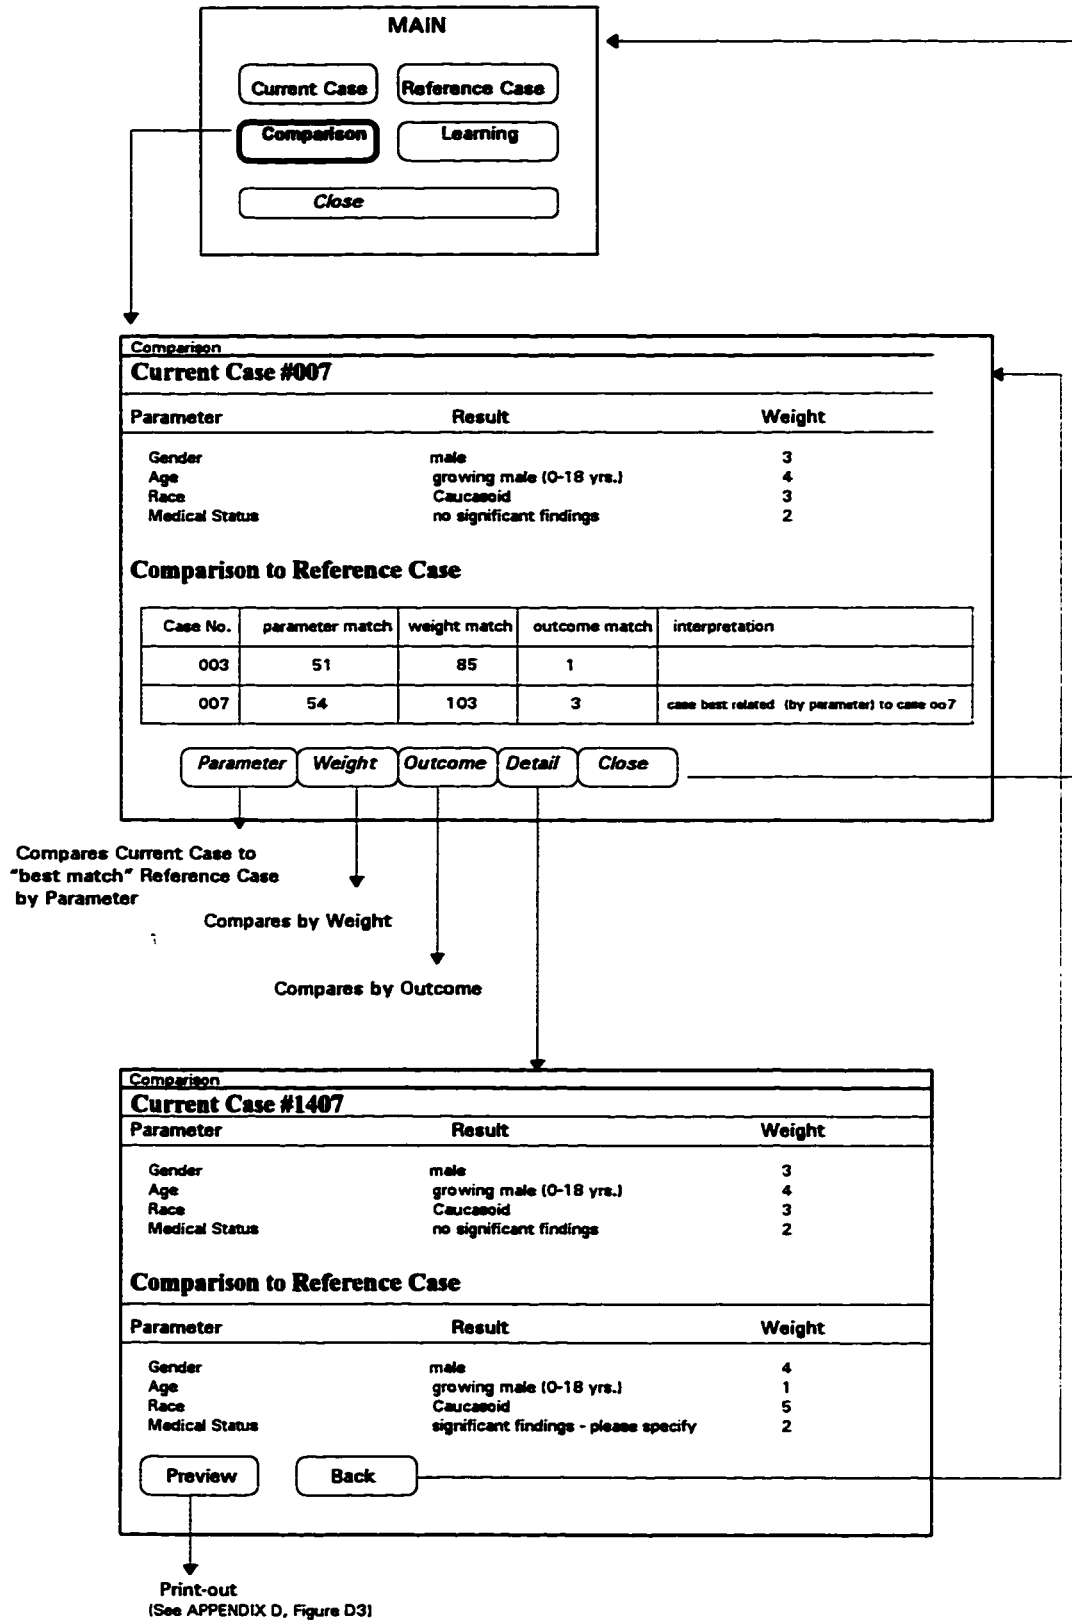 MAIN
Current Case Reference Case
Comparison Learning
Close
Comparison
Current Case #007
Parameter Result Weight
Gender male 3
Age growing male (0-18 yrs.) 4
Race Caucasoid 3
Medical Status no significant findings 2
Comparison to Reference Case
Case No. parameter match weight match outcome match interpretation
003 51 85 1
007 54 103 3 case best related (by parameter) to case oo7
Parameter Weight Outcome Detail Close
Compares Current Case to
"best match" Reference Case
by Parameter
Compares by Weight
Compares by Outcome
Comparison
Current Case #1407
Parameter Result Weight
Gender male 3
Age growing male (0-18 yrs.) 4
Race Caucasoid 3
Medical Status no significant findings 2
Comparison to Reference Case
Parameter Result Weight
Gender male 4
Age growing male (0-18 yrs.) 1
Race Caucasoid 5
Medical Status significant findings - please specify 2
Preview Back
Print-out
(See APPENDIX D, Figure D3)